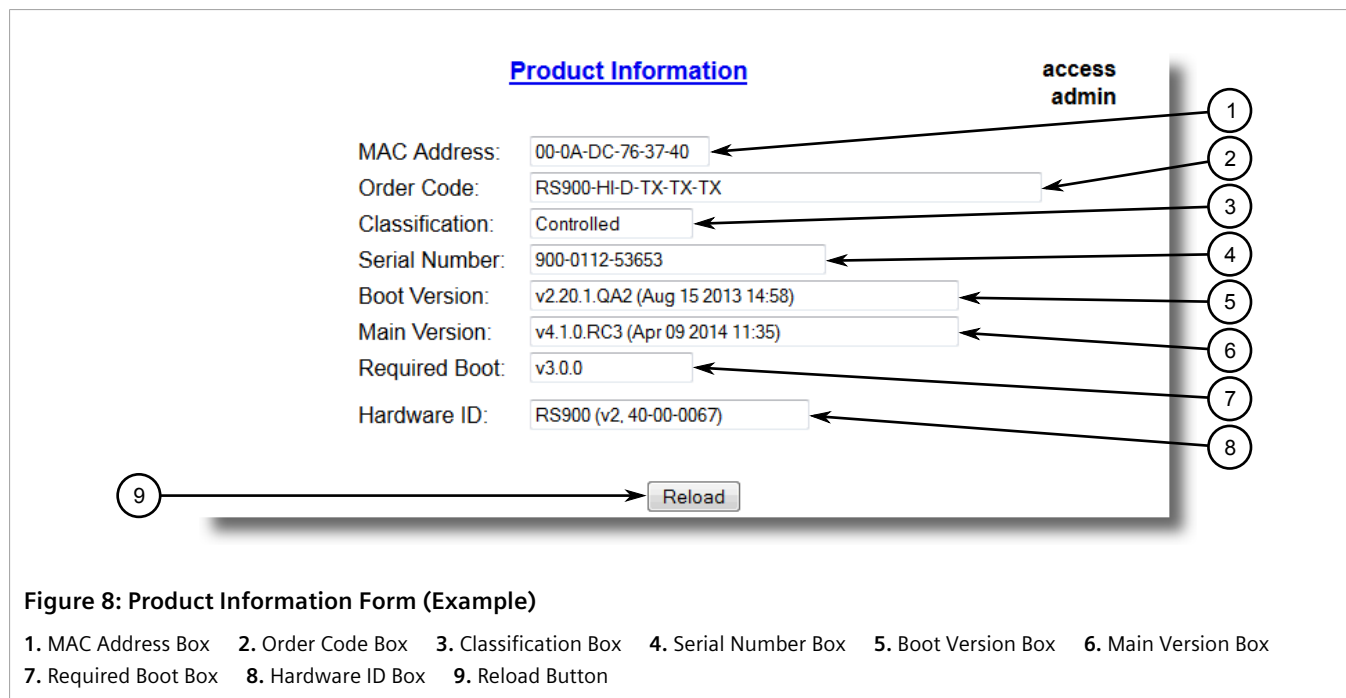 Product Information
access
admin
1
MAC Address: 00-0A-DC-76-37-40
2
Order Code: RS900-HI-D-TX-TX-TX
3
Classification: Controlled
4
Serial Number: 900-0112-53653
5
Boot Version: v2.20.1.QA2 (Aug 15 2013 14:58)
6
Main Version: v4.1.0.RC3 (Apr 09 2014 11:35)
7
Required Boot: v3.0.0
8
Hardware ID: RS900 (v2, 40-00-0067)
9
Reload
Figure 8: Product Information Form (Example)
1. MAC Address Box 2. Order Code Box 3. Classification Box 4. Serial Number Box 5. Boot Version Box 6. Main Version Box
7. Required Boot Box 8. Hardware ID Box 9. Reload Button